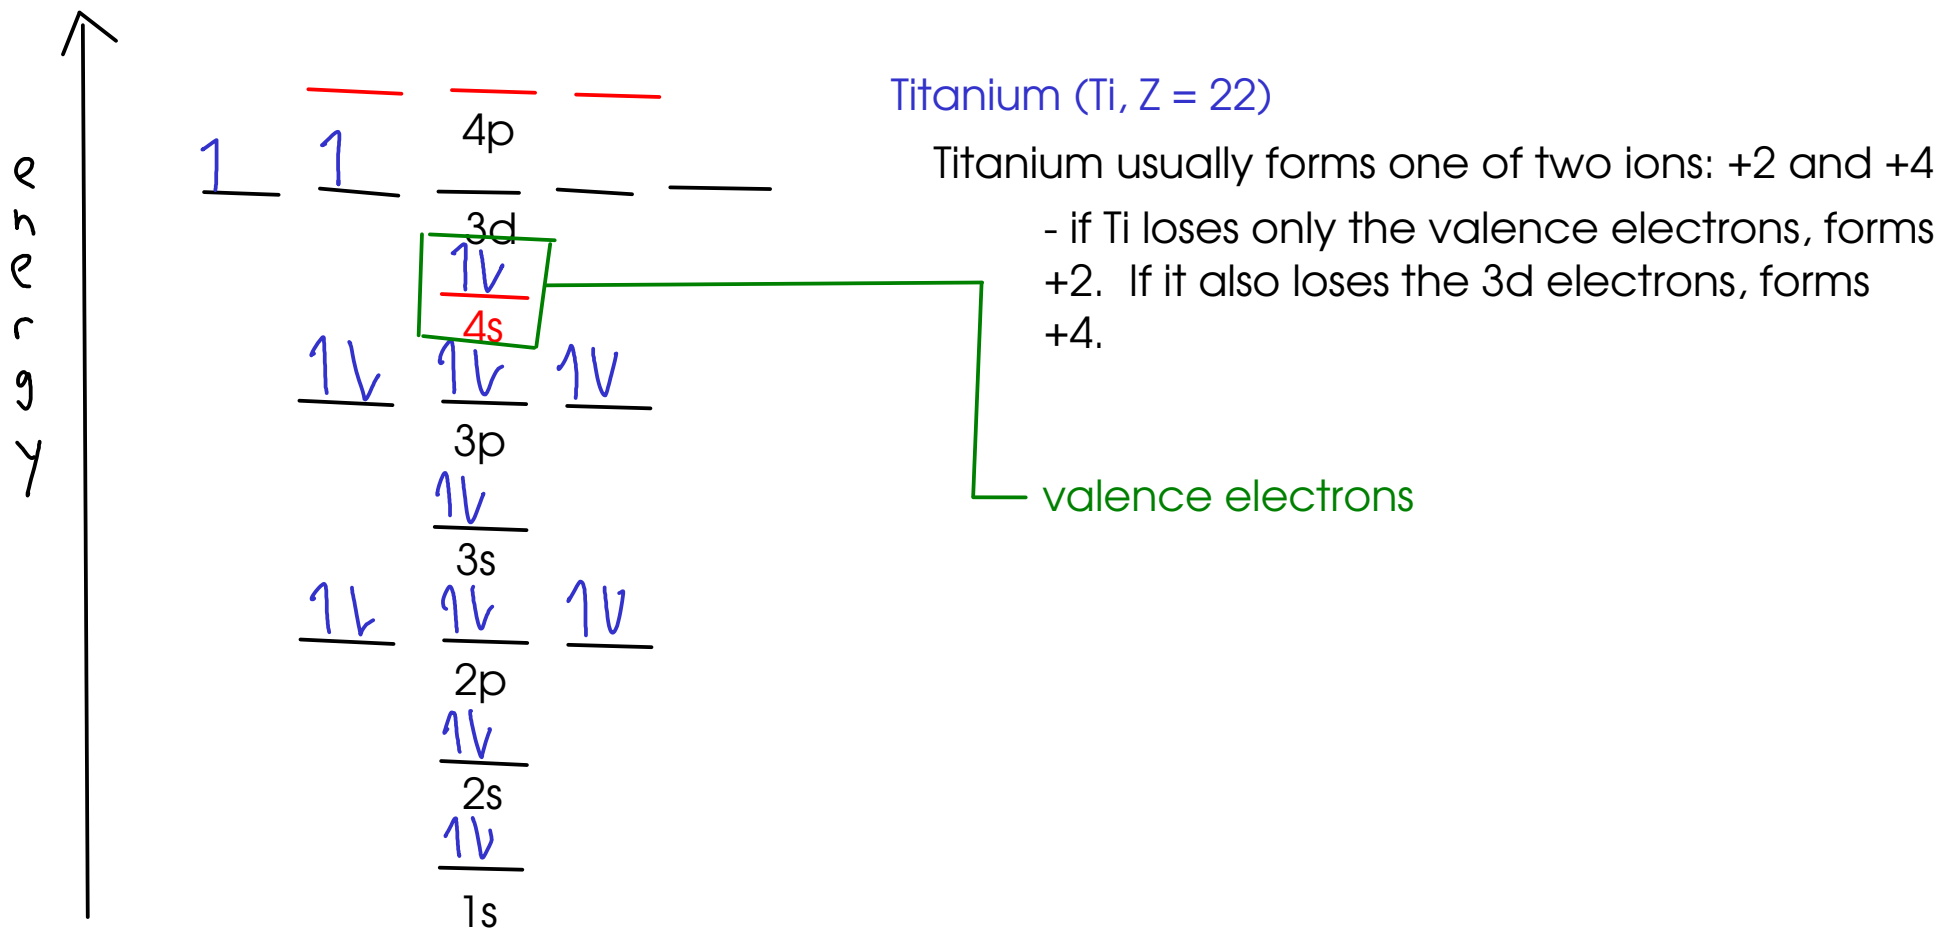 energy
4p
3d
4s
3p
3s
2p
2s
1s
Titanium (Ti, Z = 22)
Titanium usually forms one of two ions: +2 and +4
- if Ti loses only the valence electrons, forms
+2.  If it also loses the 3d electrons, forms
+4.
valence electrons